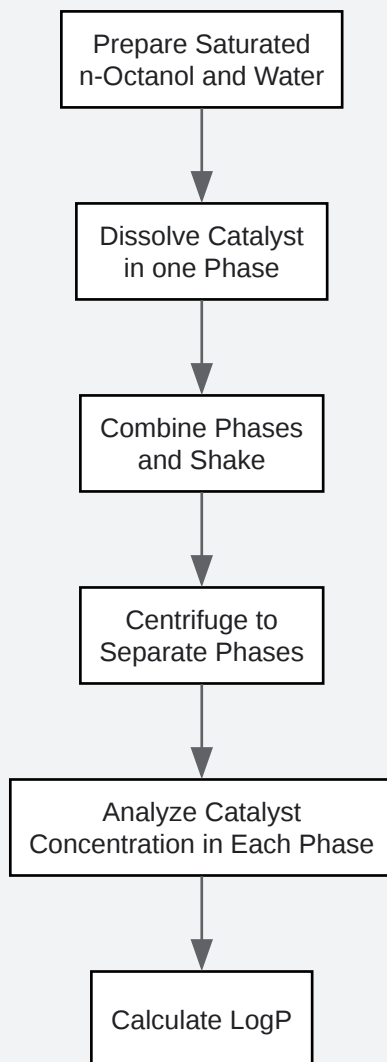 Prepare Saturated
n-Octanol and Water
Dissolve Catalyst
in one Phase
Combine Phases
and Shake
Centrifuge to
Separate Phases
Analyze Catalyst
Concentration in Each Phase
Calculate LogP